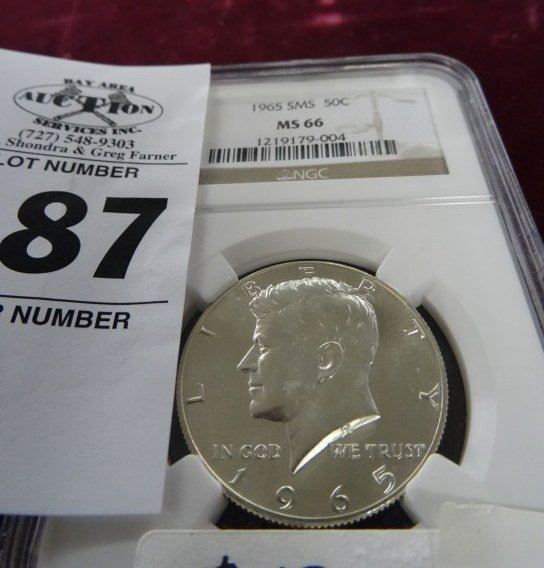 BAY AREA
AUCTION
SERVICES INC.
(727) 548-9303
Shondra & Greg Farner
LOT NUMBER
87
NUMBER
1965 SMS 50C
MS 66
1219179-004
NGC
LIBERTY
IN GOD WE TRUST
1965